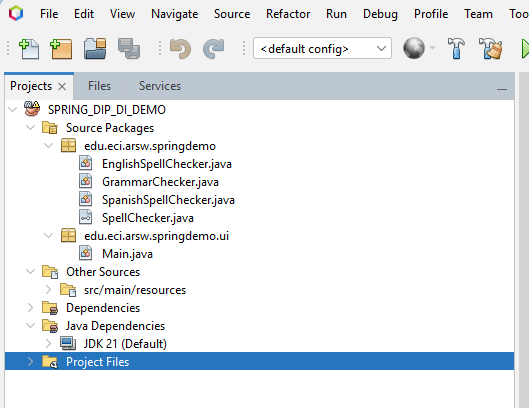 File Edit View Navigate Source Refactor Run Debug Profile Team Too
<default config>
Projects Files Services
SPRING_DIP_DI_DEMO
Source Packages
edu.eci.arsw.springdemo
EnglishSpellChecker.java
GrammarChecker.java
SpanishSpellChecker.java
SpellChecker.java
edu.eci.arsw.springdemo.ui
Main.java
Other Sources
src/main/resources
Dependencies
Java Dependencies
JDK 21 (Default)
Project Files